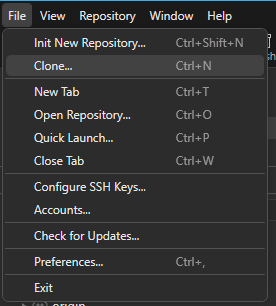 File View Repository Window Help
Init New Repository... Ctrl+Shift+N
Clone... Ctrl+N
New Tab Ctrl+T
Open Repository... Ctrl+O
Quick Launch... Ctrl+P
Close Tab Ctrl+W
Configure SSH Keys...
Accounts...
Check for Updates...
Preferences... Ctrl+,
Exit
origin